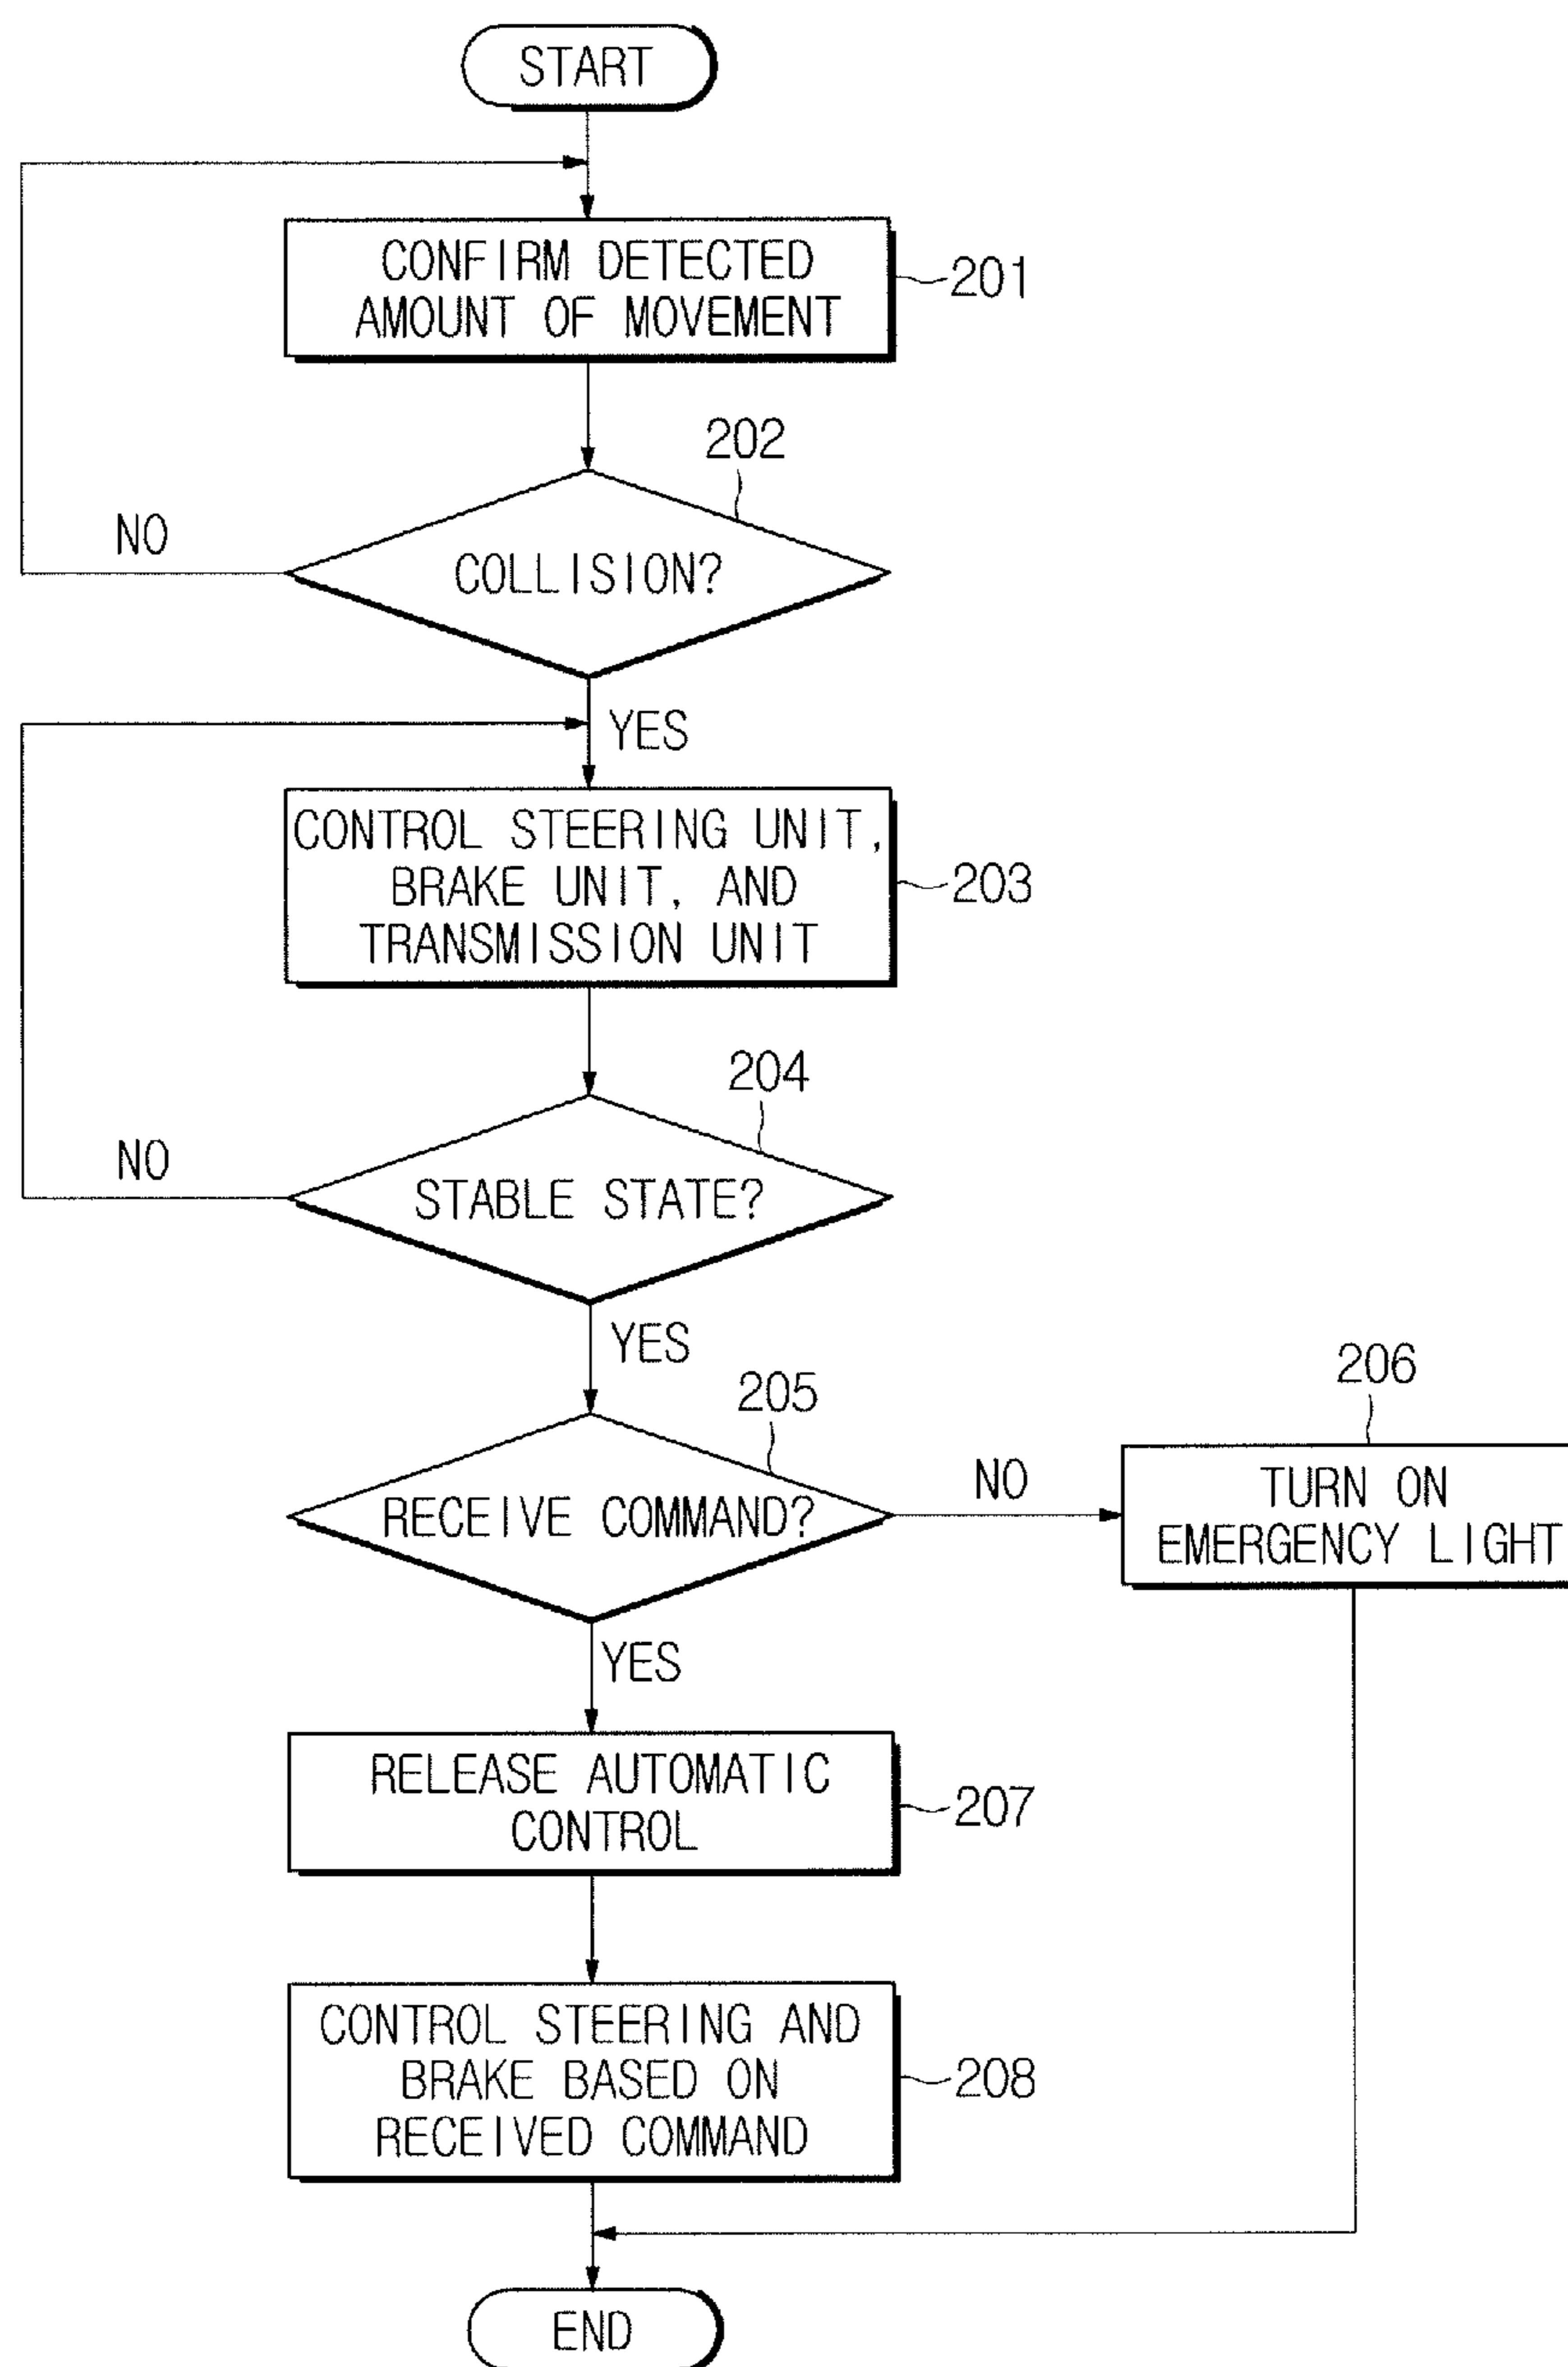 START
CONFIRM DETECTED
AMOUNT OF MOVEMENT
201
202
COLLISION?
NO
YES
CONTROL STEERING UNIT,
BRAKE UNIT, AND
TRANSMISSION UNIT
203
204
STABLE STATE?
NO
YES
205
RECEIVE COMMAND?
NO
206
TURN ON
EMERGENCY LIGHT
YES
RELEASE AUTOMATIC
CONTROL
207
CONTROL STEERING AND
BRAKE BASED ON
RECEIVED COMMAND
208
END